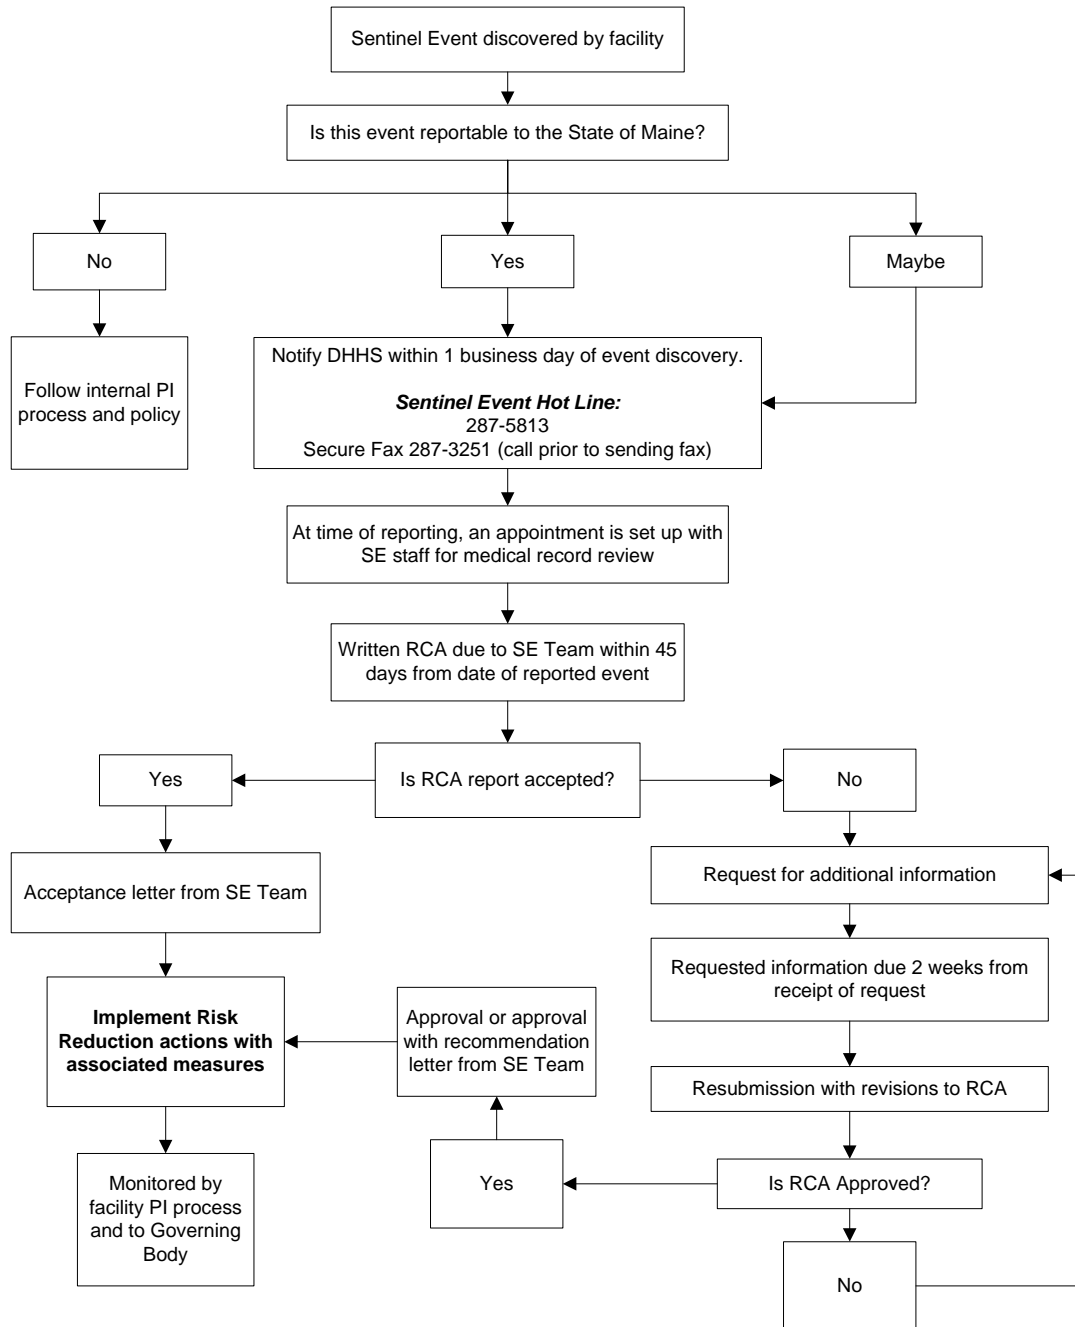 Sentinel Event discovered by facility
Is this event reportable to the State of Maine?
No
Yes
Maybe
Follow internal PI
process and policy
Notify DHHS within 1 business day of event discovery.
Sentinel Event Hot Line:
287-5813
Secure Fax 287-3251 (call prior to sending fax)
At time of reporting, an appointment is set up with
SE staff for medical record review
Written RCA due to SE Team within 45
days from date of reported event
Yes
Is RCA report accepted?
No
Acceptance letter from SE Team
Request for additional information
Requested information due 2 weeks from
receipt of request
Implement Risk
Reduction actions with
associated measures
Approval or approval
with recommendation
letter from SE Team
Resubmission with revisions to RCA
Monitored by
facility PI process
and to Governing
Body
Yes
Is RCA Approved?
No